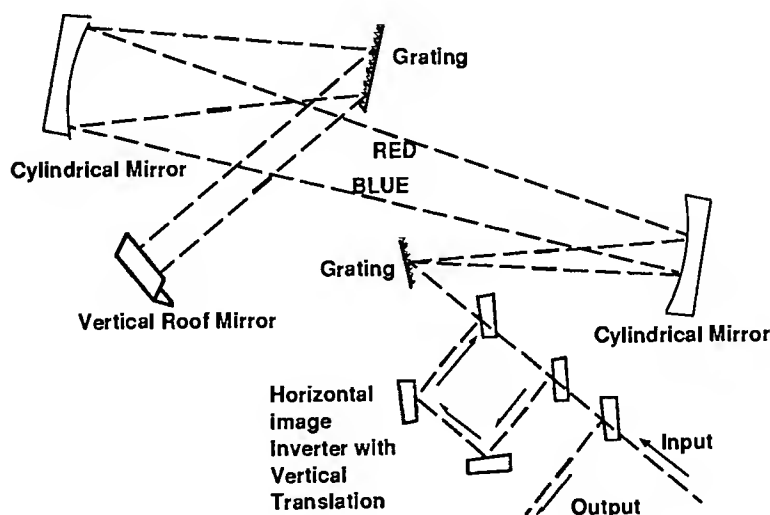 Grating
RED
Cylindrical Mirror
BLUE
Grating
Vertical Roof Mirror
Cylindrical Mirror
Horizontal
image
Inverter with
Vertical
Translation
Input
Output